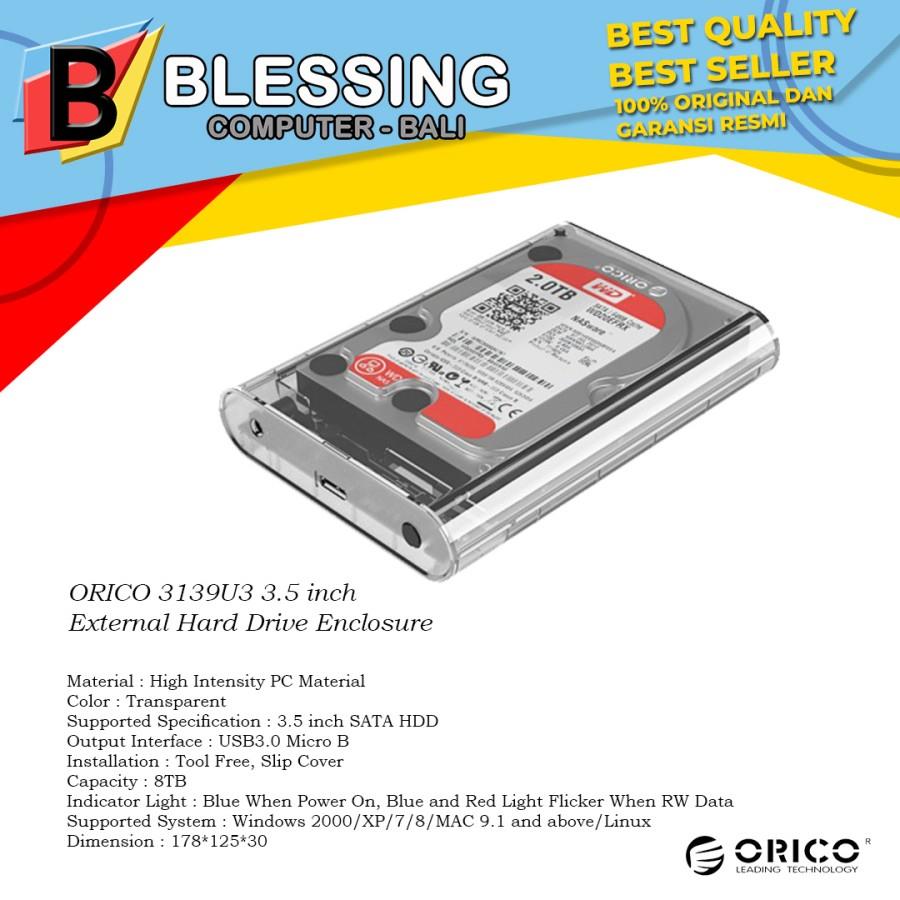 B BLESSING
COMPUTER - BALI
BEST QUALITY
BEST SELLER
100% ORIGINAL DAN
GARANSI RESMI
ORICO
WD
2.0TB
WD20EFRX
NASware
ORICO 3139U3 3.5 inch
External Hard Drive Enclosure
Material : High Intensity PC Material
Color : Transparent
Supported Specification : 3.5 inch SATA HDD
Output Interface : USB3.0 Micro B
Installation : Tool Free, Slip Cover
Capacity : 8TB
Indicator Light : Blue When Power On, Blue and Red Light Flicker When RW Data
Supported System : Windows 2000/XP/7/8/MAC 9.1 and above/Linux
Dimension : 178*125*30
ORICO R
LEADING TECHNOLOGY